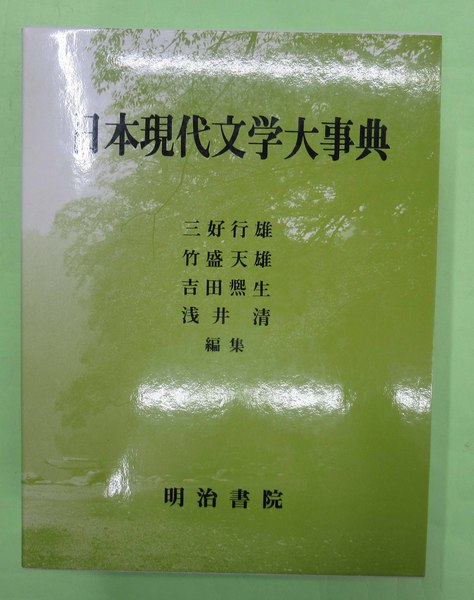 日本現代文学大事典
三好行雄
竹盛天雄
吉田凞生
浅井清
編集
明治書院